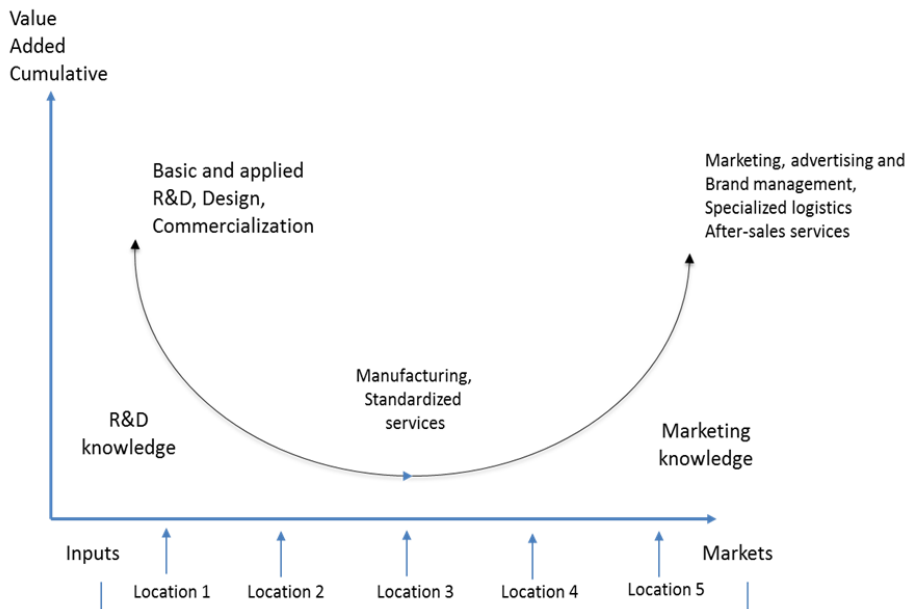 Value
Added
Cumulative
Basic and applied
R&D, Design,
Commercialization
Marketing, advertising and
Brand management,
Specialized logistics
After-sales services
Manufacturing,
Standardized
services
R&D
knowledge
Marketing
knowledge
Inputs
Markets
Location 1
Location 2
Location 3
Location 4
Location 5